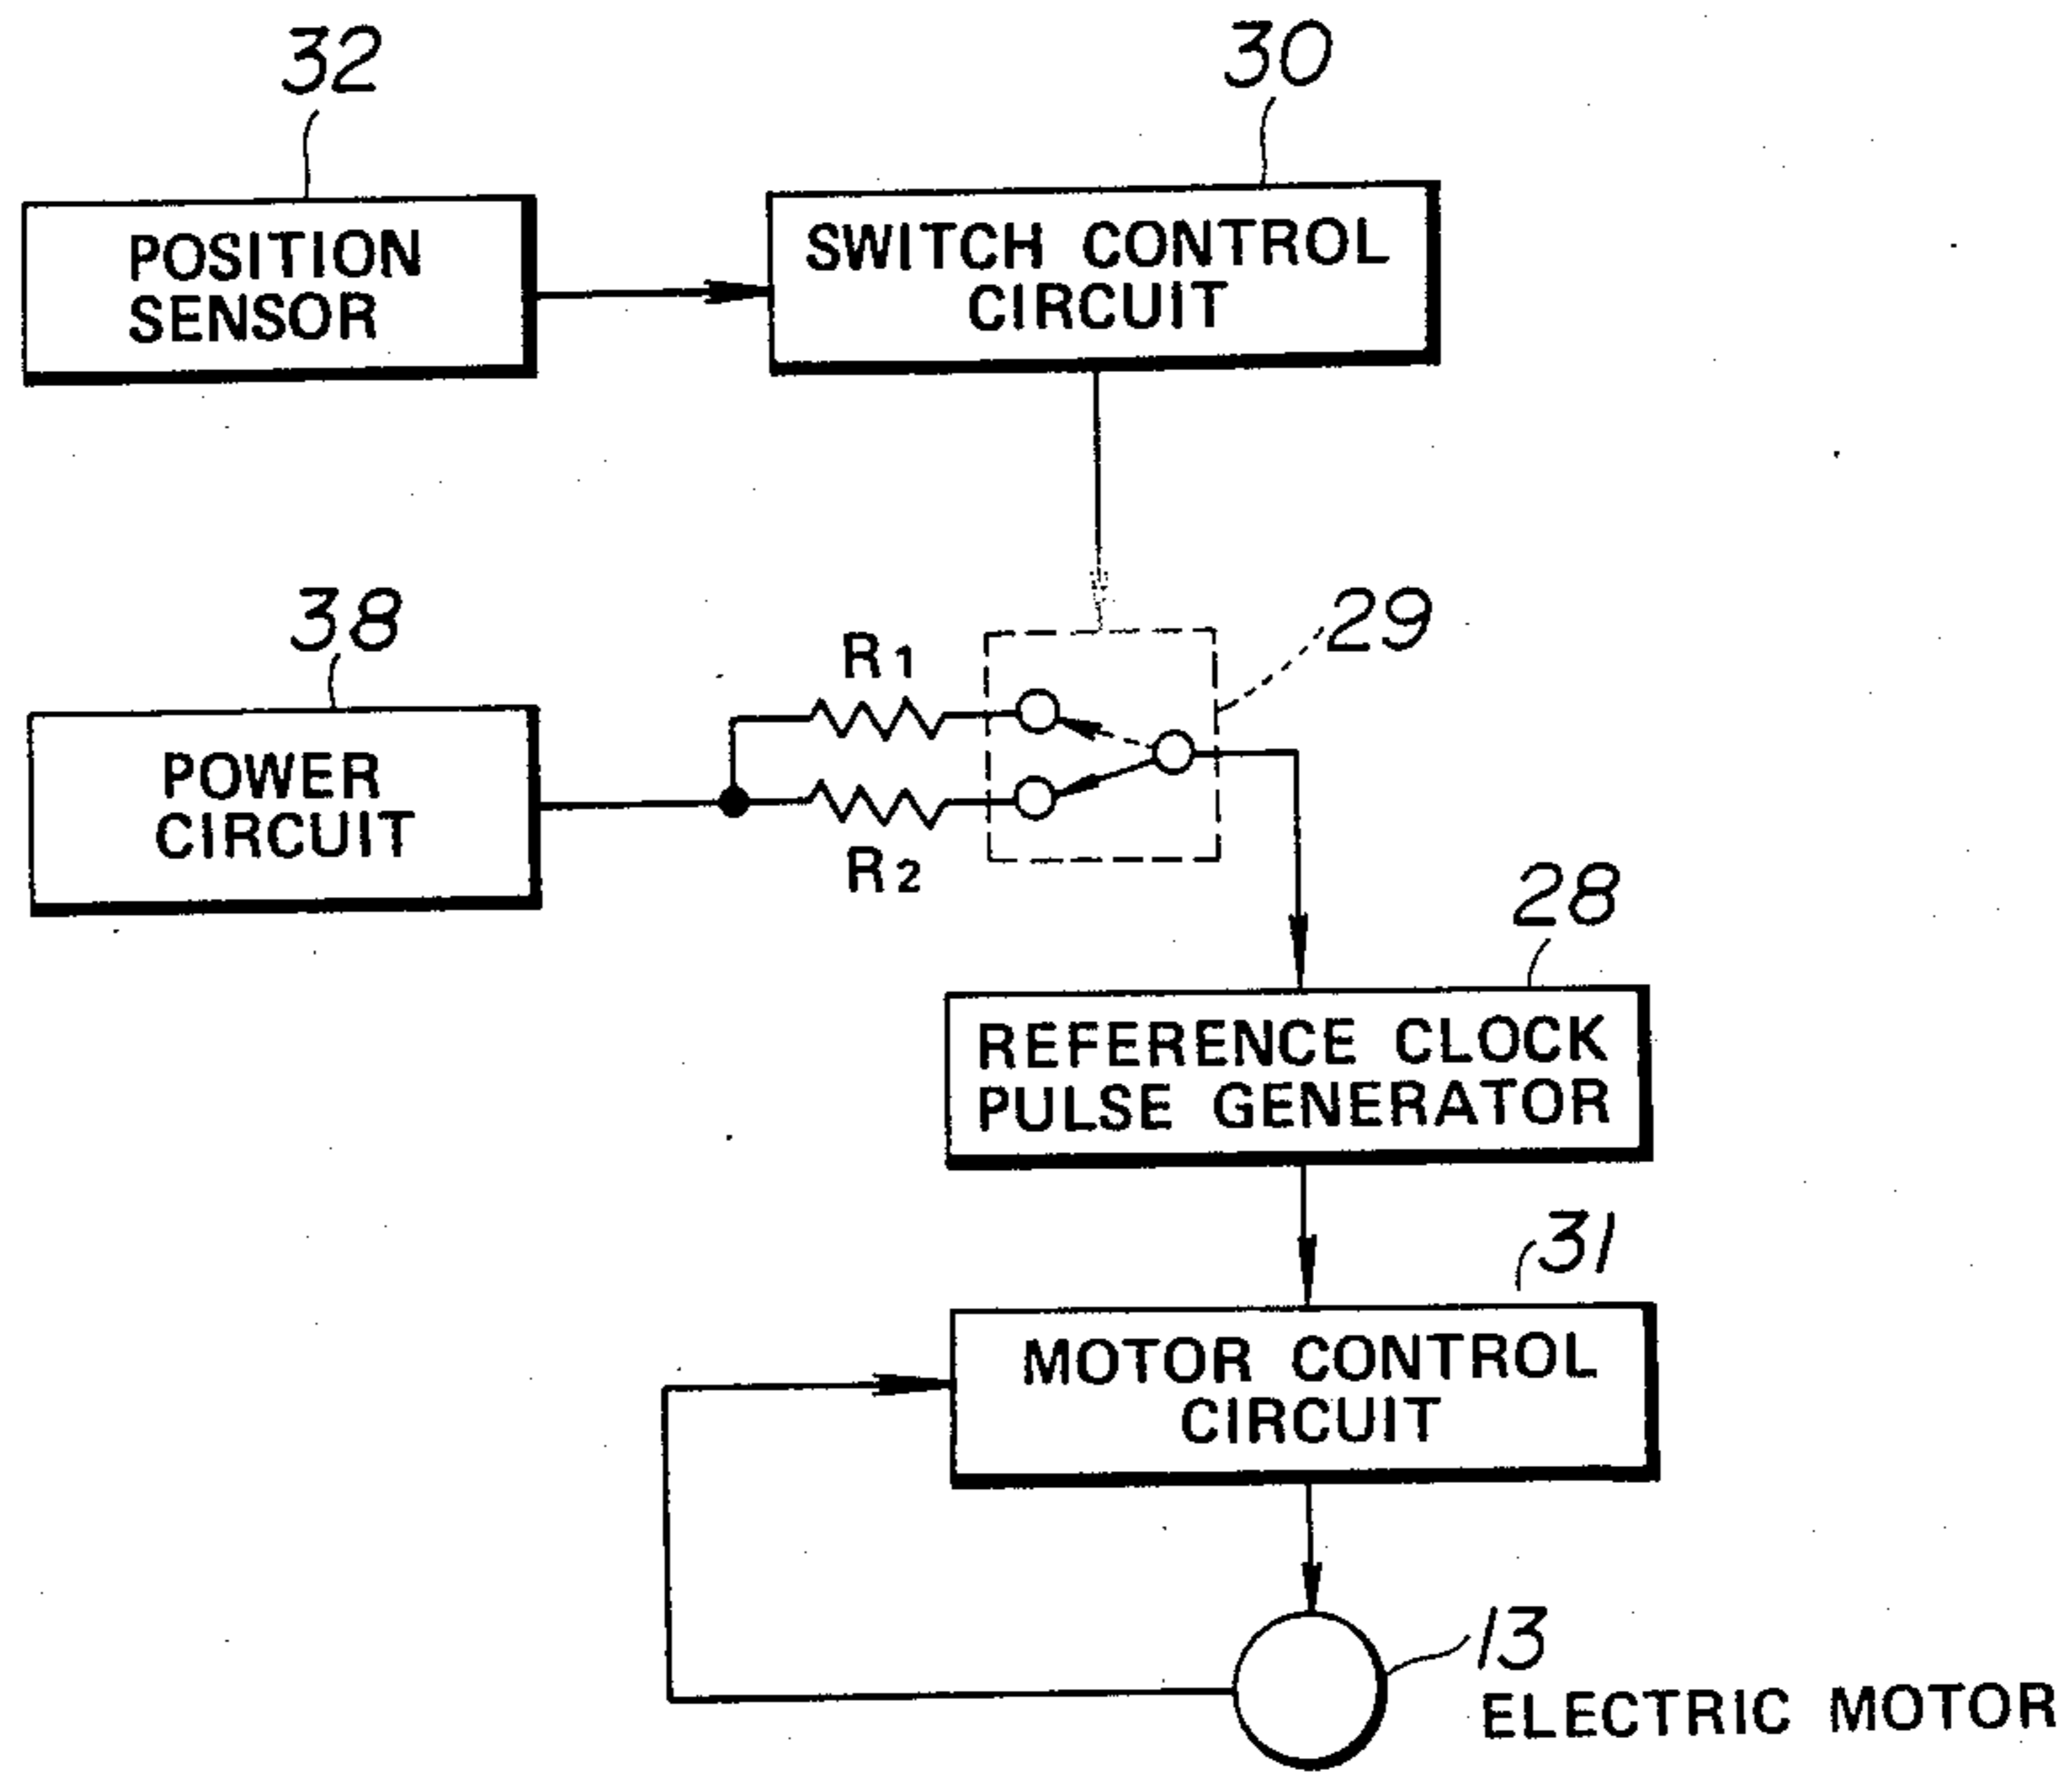 32
30
POSITION
SENSOR
SWITCH CONTROL
CIRCUIT
38
29
R1
POWER
CIRCUIT
R2
28
REFERENCE CLOCK
PULSE GENERATOR
31
MOTOR CONTROL
CIRCUIT
13
ELECTRIC MOTOR